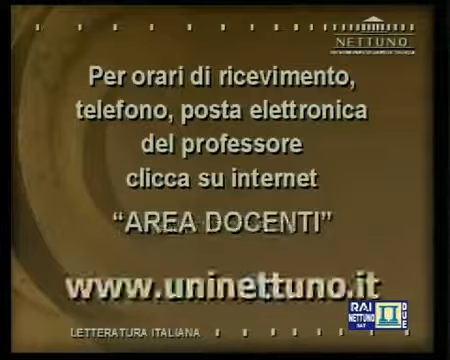 NETTUNO
Per orari di ricevimento,
telefono, posta elettronica
del professore
clicca su internet
“AREA DOCENTI”
www.uninettuno.it
RAI
NETTUNO
SAT
DUE
LETTERATURA ITALIANA